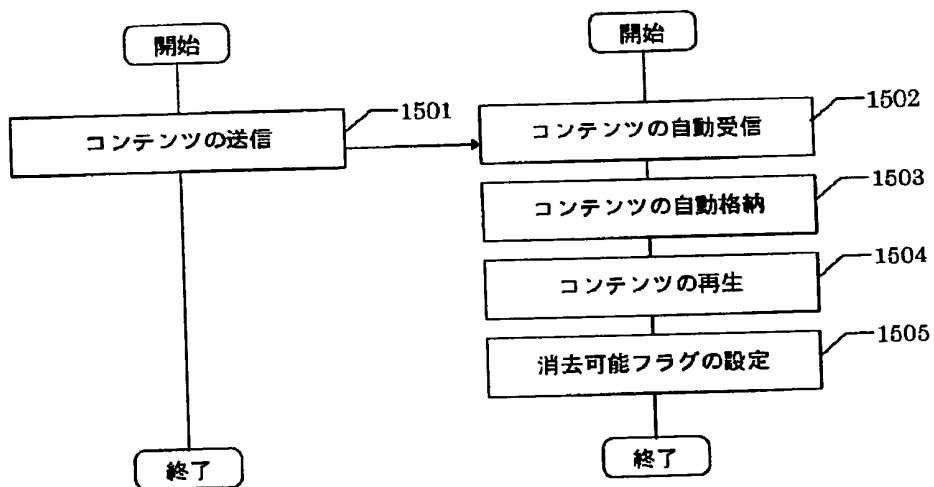 開始
コンテンツの送信
1501
終了
開始
コンテンツの自動受信
1502
コンテンツの自動格納
1503
コンテンツの再生
1504
消去可能フラグの設定
1505
終了